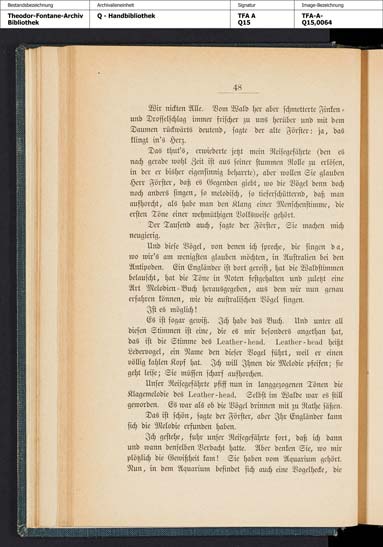 Bestandsbezeichnung
Archivalieneinheit
Signatur
Image-Bezeichnung
Theodor-Fontane-Archiv
Bibliothek
Q - Handbibliothek
TFA A
Q15
TFA-A-
Q15,0064
48
Wir nickten Alle. Vom Wald her aber schmetterte Finken-
und Drosselschlag immer frischer zu uns herüber und mit dem
Daumen rückwärts deutend, sagte der alte Förster: ja, das
klingt in's Herz.
Das thut's, erwiederte jetzt mein Reisegefährte (den es
nach gerade wohl Zeit ist aus seiner stummen Rolle zu erlösen,
in der er bisher eigensinnig beharrte), aber wollen Sie glauben
Herr Förster, daß es Gegenden giebt, wo die Vögel denn doch
noch anders singen, so melodisch, so tieferschütternd, daß man
aufhorcht, als habe man den Klang einer Menschenstimme, die
ersten Töne einer wehmüthigen Volksweise gehört.
Der Tausend auch, sagte der Förster, Sie machen mich
neugierig.
Und diese Vögel, von denen ich spreche, die singen da,
wo wir's am wenigsten glauben möchten, in Australien bei den
Antipoden. Ein Engländer ist dort gereist, hat die Waldstimmen
belauscht, hat die Töne in Noten festgehalten und zuletzt eine
Art Melodien-Buch herausgegeben, aus dem wir nun genau
erfahren können, wie die australischen Vögel singen.
Ist es möglich!
Es ist sogar gewiß. Ich habe das Buch. Und unter all
diesen Stimmen ist eine, die es mir besonders angethan hat,
das ist die Stimme des Leather-head. Leather-head heißt
Ledervogel, ein Name den dieser Vogel führt, weil er einen
völlig kahlen Kopf hat. Ich will Ihnen die Melodie pfeifen; sie
geht leise; Sie müssen scharf aufhorchen.
Unser Reisegefährte pfiff nun in langgezogenen Tönen die
Klagemelodie des Leather-head. Selbst im Walde war es still
geworden. Es war als ob die Vögel drinnen mit zu Rathe säßen.
Das ist schön, sagte der Förster, aber Ihr Engländer kann
sich die Melodie erfunden haben.
Ich gestehe, fuhr unser Reisegefährte fort, daß ich dann
und wann denselben Verdacht hatte. Aber denken Sie, wo mir
plötzlich die Gewißheit kam! Sie haben vom Aquarium gehört.
Nun, in dem Aquarium befindet sich auch eine Vogelhecke, die